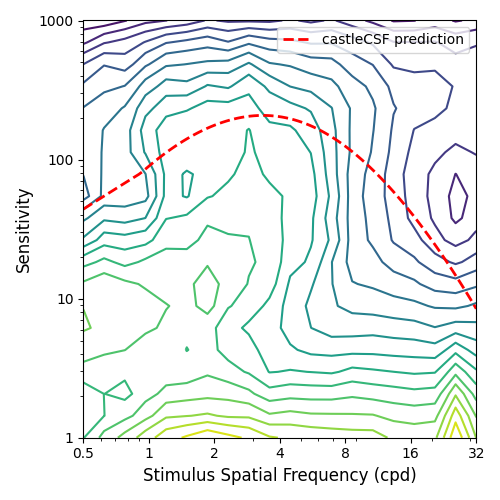 1000
castleCSF prediction
100
10
1
Sensitivity
0.5 1 2 4 8 16 32
Stimulus Spatial Frequency (cpd)